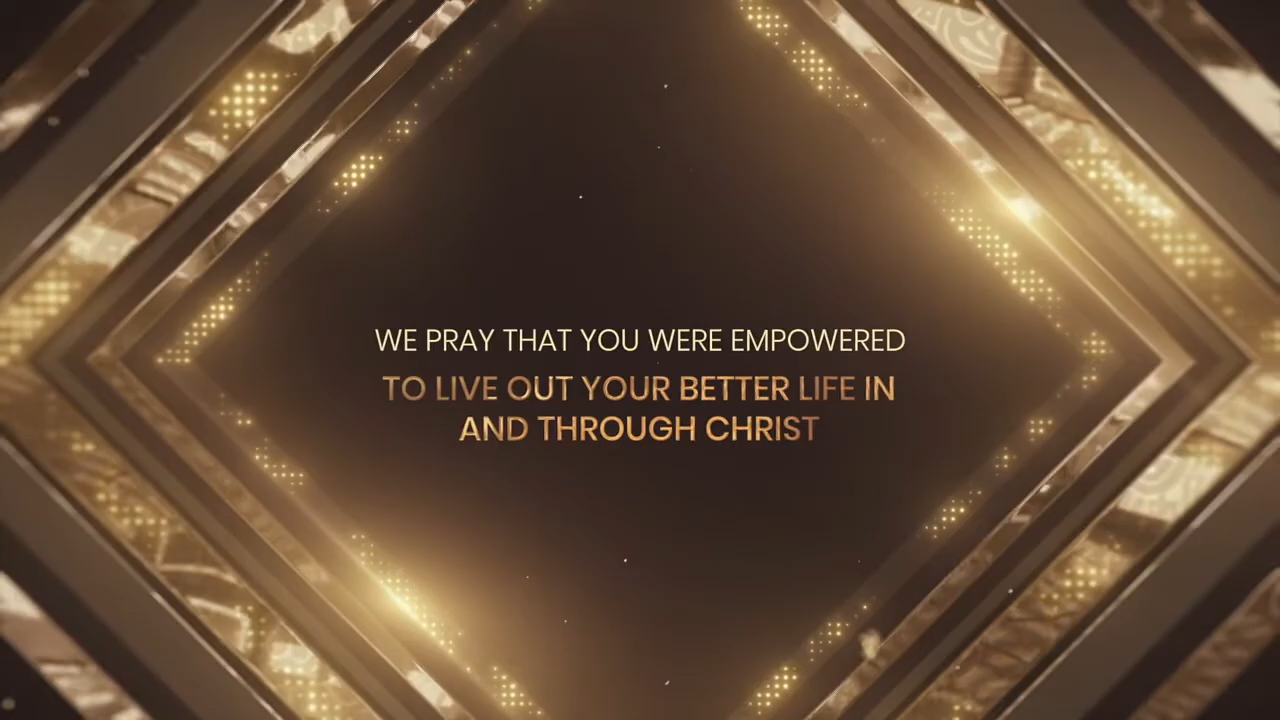 WE PRAY THAT YOU WERE EMPOWERED
TO LIVE OUT YOUR BETTER LIFE IN
AND THROUGH CHRIST